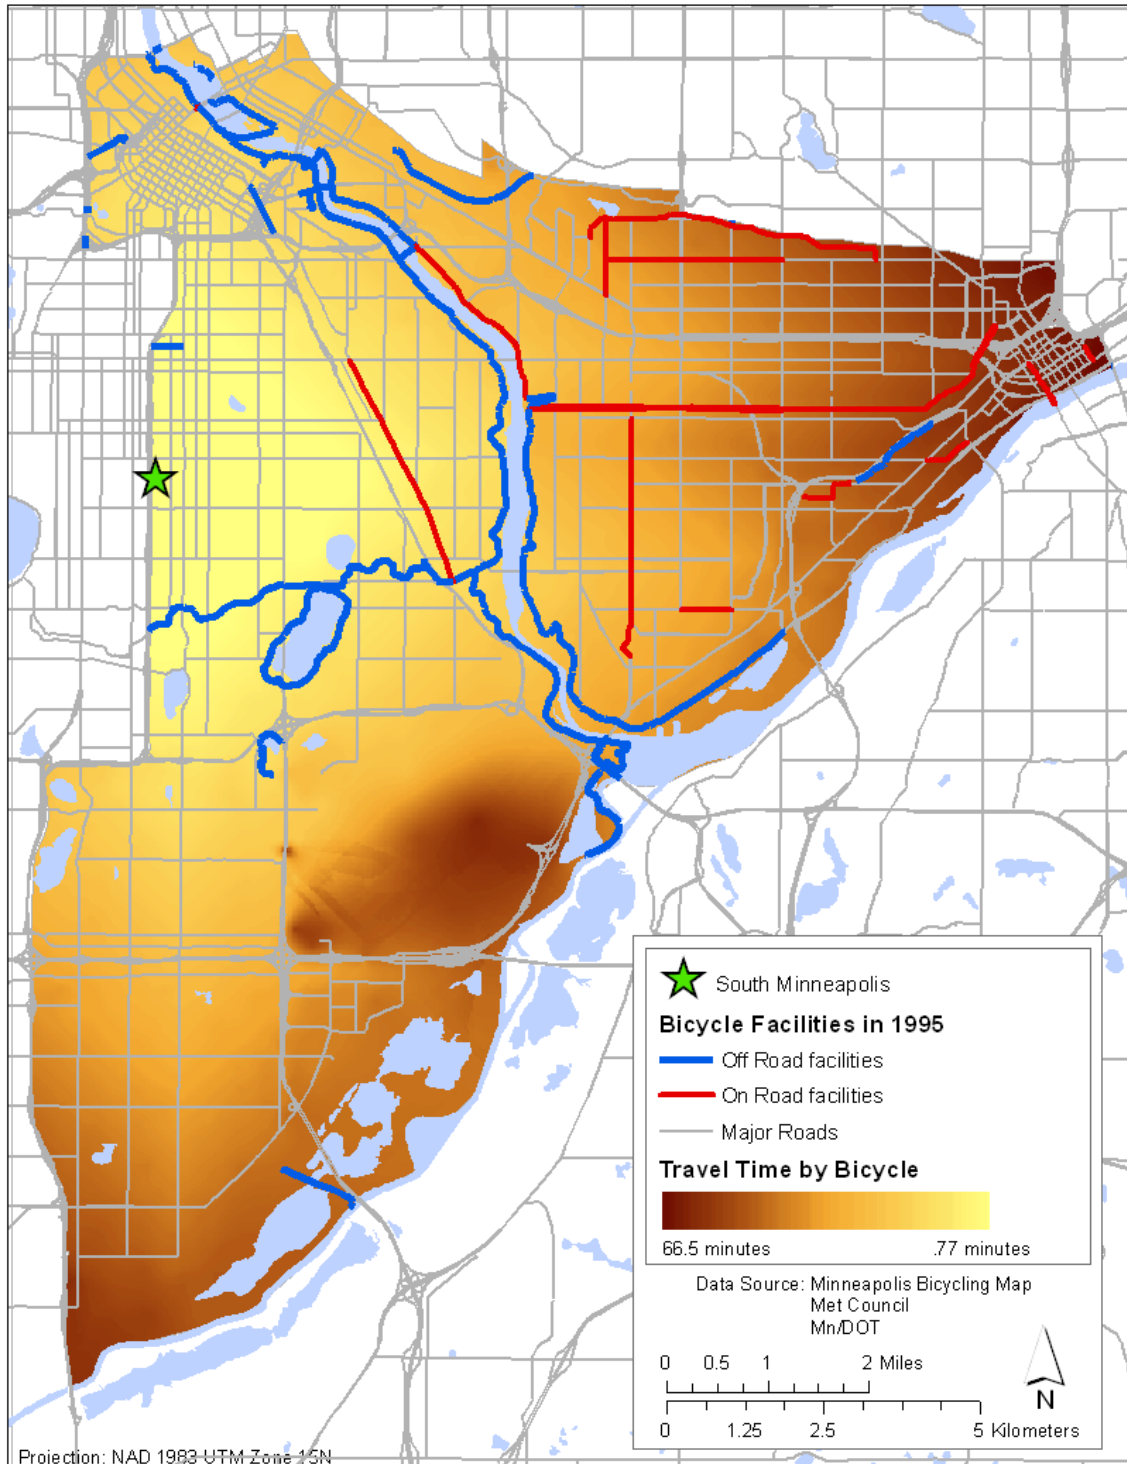 South Minneapolis
Bicycle Facilities in 1995
Off Road facilities
On Road facilities
Major Roads
Travel Time by Bicycle
66.5 minutes .77 minutes
Data Source: Minneapolis Bicycling Map
Met Council
Mn/DOT
0 0.5 1 2 Miles
0 1.25 2.5 5 Kilometers
N
Projection: NAD 1983 UTM Zone 15N